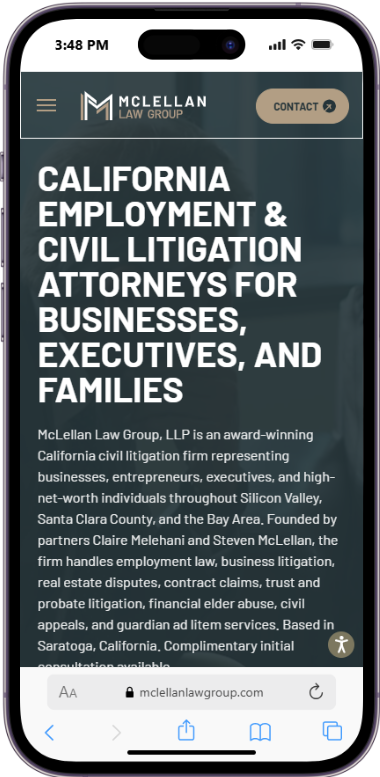 3:48 PM
MCLELLAN
LAW GROUP
CONTACT
CALIFORNIA
EMPLOYMENT &
CIVIL LITIGATION
ATTORNEYS FOR
BUSINESSES,
EXECUTIVES, AND
FAMILIES
McLellan Law Group, LLP is an award-winning
California civil litigation firm representing
businesses, entrepreneurs, executives, and high-
net-worth individuals throughout Silicon Valley,
Santa Clara County, and the Bay Area. Founded by
partners Claire Melehani and Steven McLellan, the
firm handles employment law, business litigation,
real estate disputes, contract claims, trust and
probate litigation, financial elder abuse, civil
appeals, and guardian ad litem services. Based in
Saratoga, California. Complimentary initial
consultation available.
AA
mclellanlawgroup.com